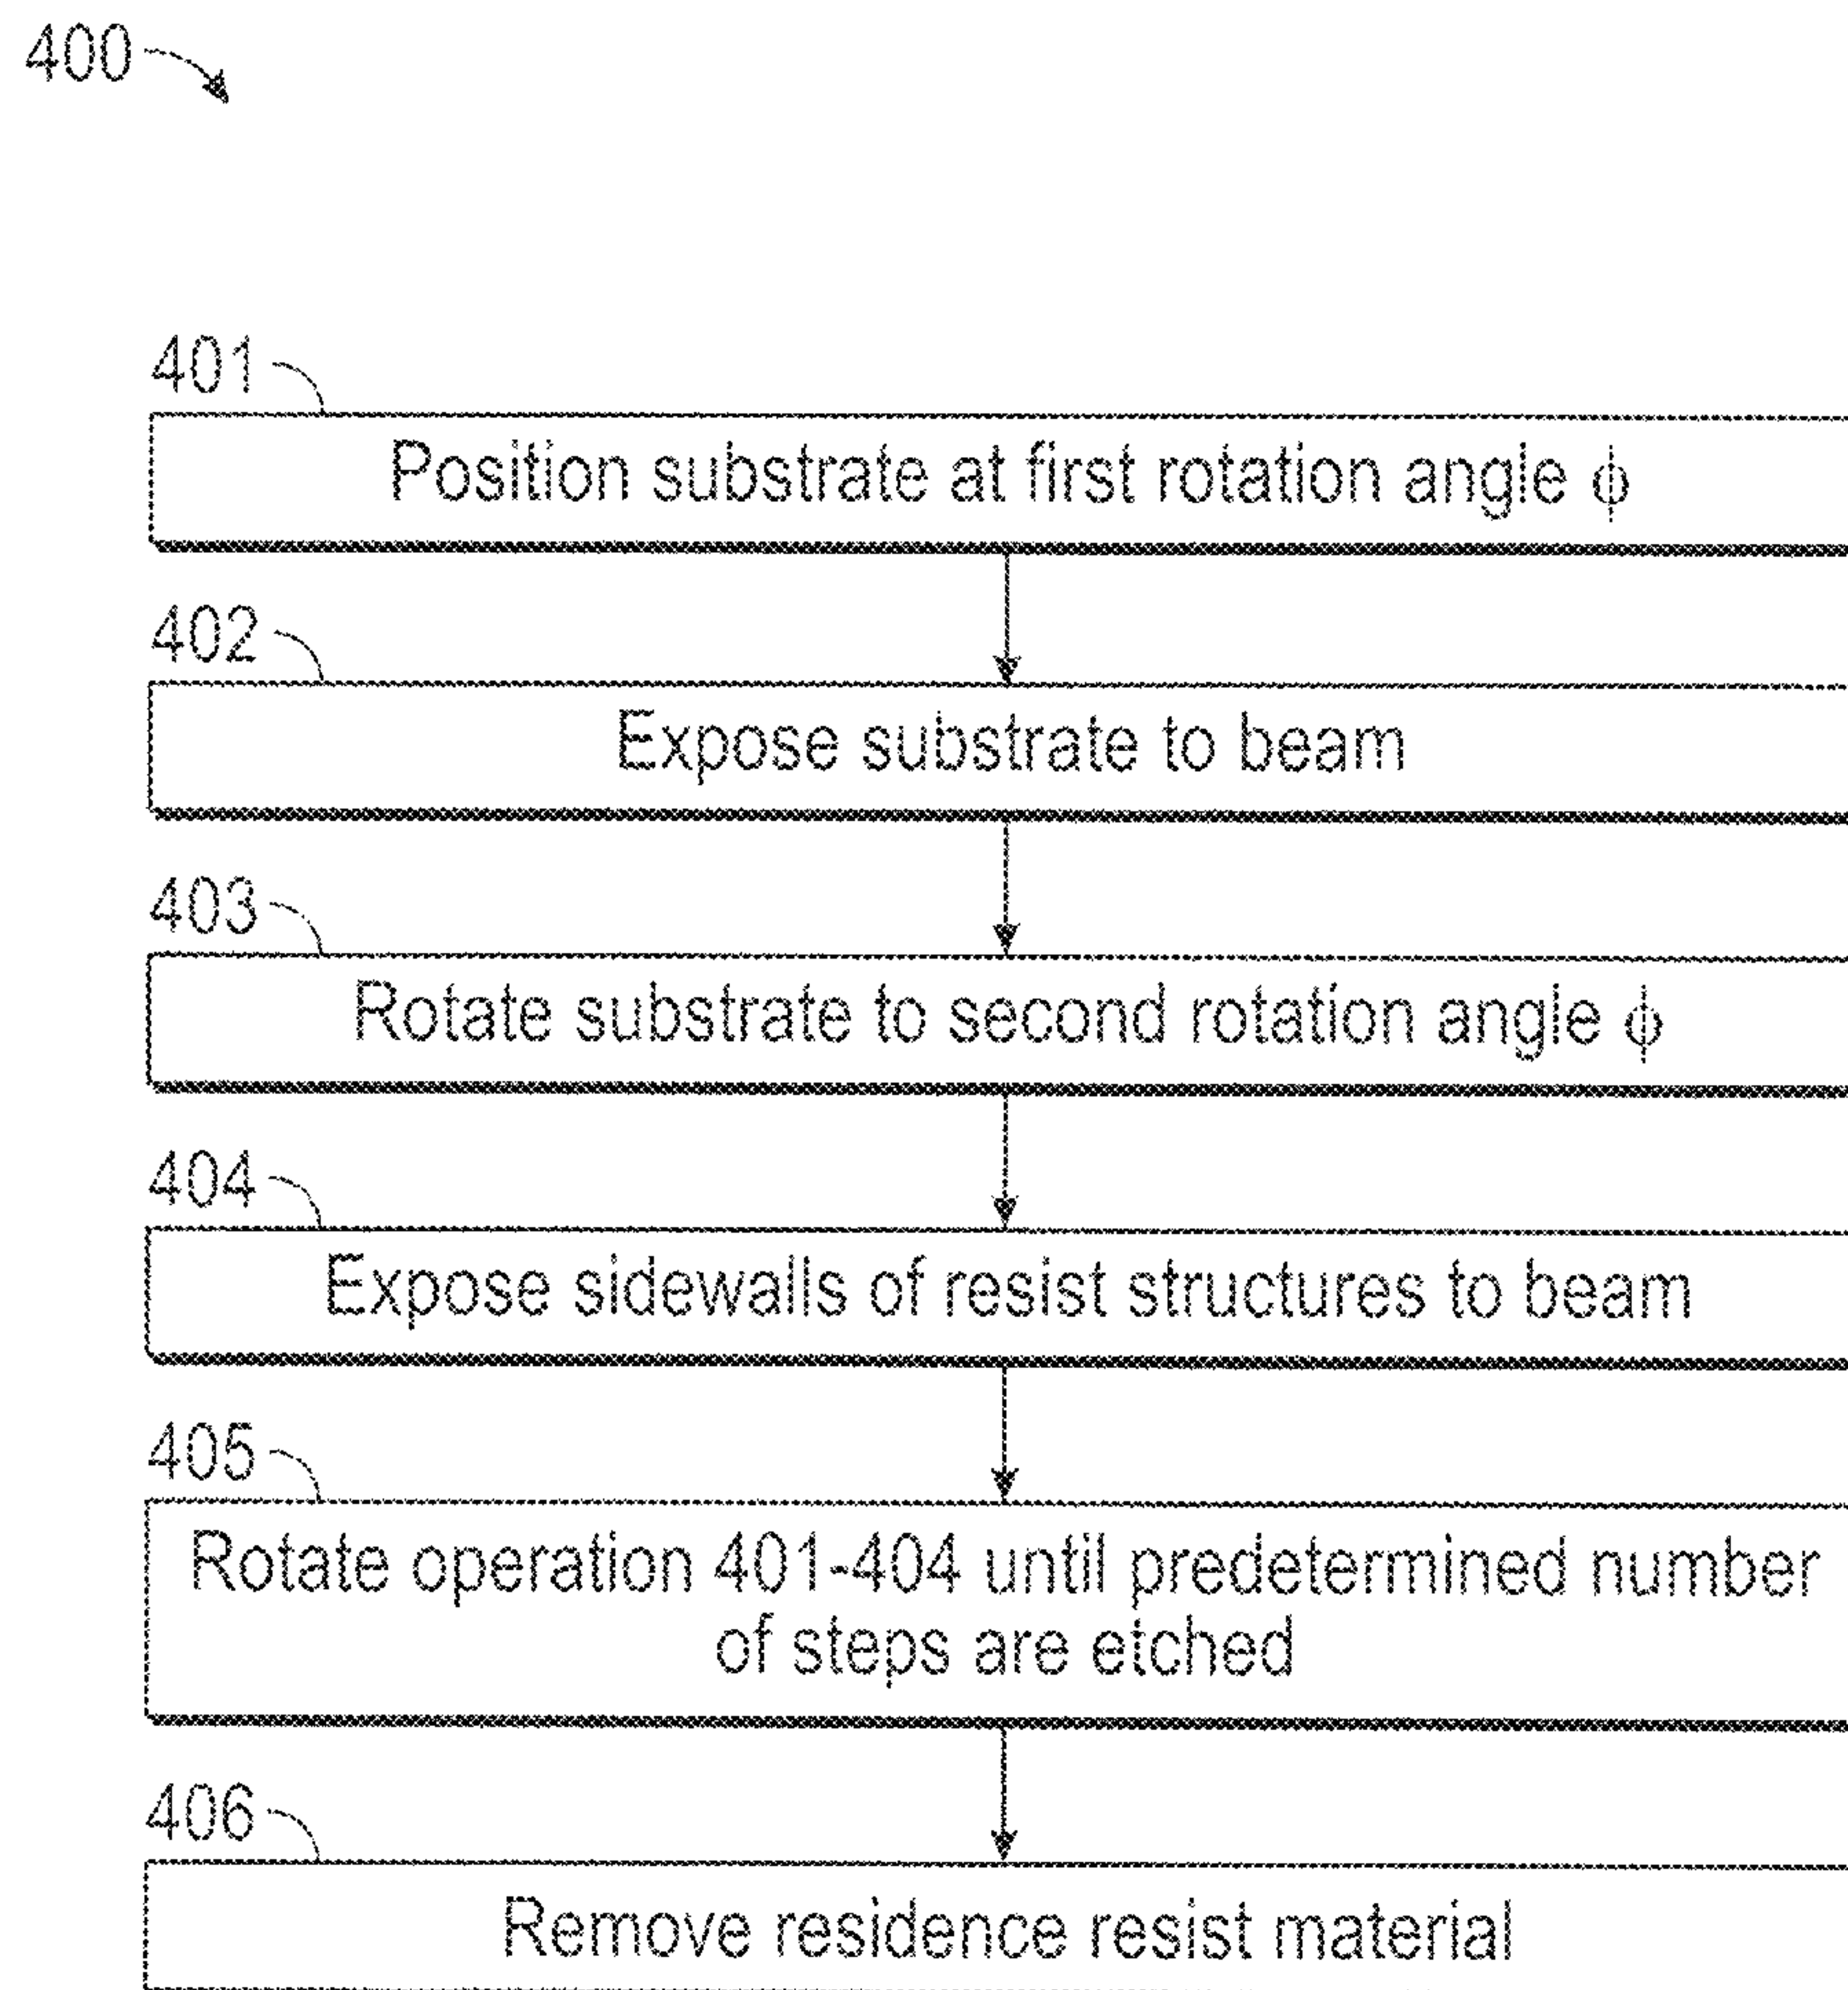 400
401
Position substrate at first rotation angle ϕ
402
Expose substrate to beam
403
Rotate substrate to second rotation angle ϕ
404
Expose sidewalls of resist structures to beam
405
Rotate operation 401-404 until predetermined number
of steps are etched
406
Remove residence resist material